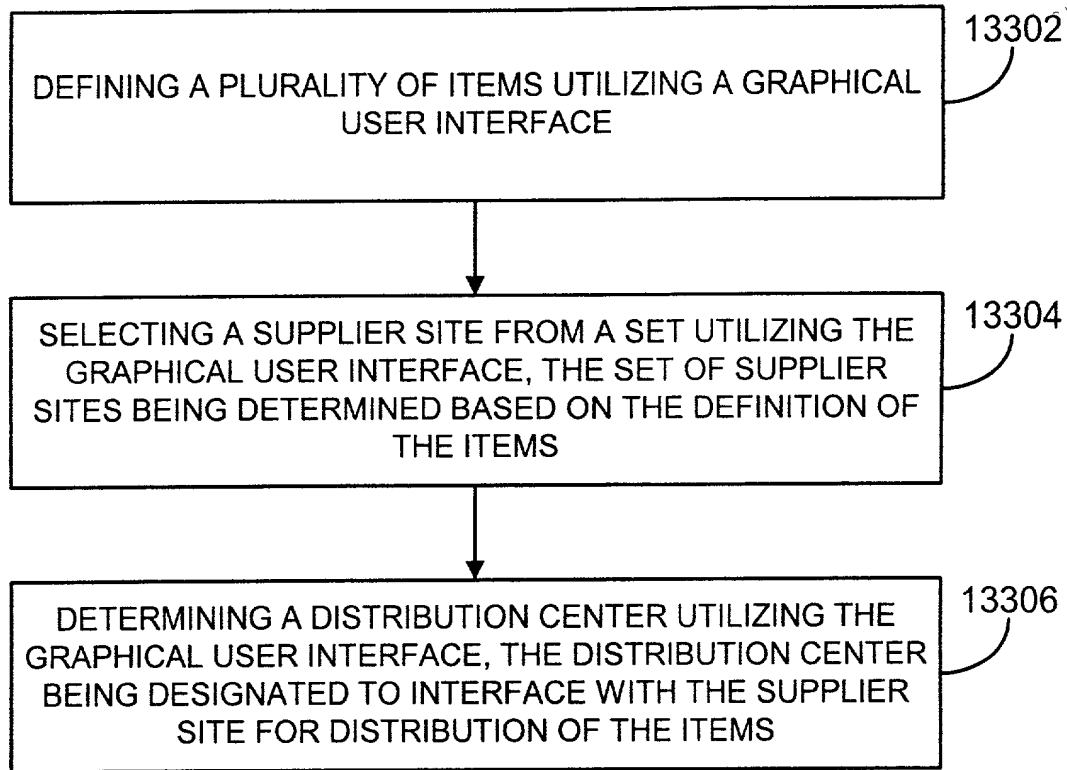 13302
DEFINING A PLURALITY OF ITEMS UTILIZING A GRAPHICAL
USER INTERFACE
13304
SELECTING A SUPPLIER SITE FROM A SET UTILIZING THE
GRAPHICAL USER INTERFACE, THE SET OF SUPPLIER
SITES BEING DETERMINED BASED ON THE DEFINITION OF
THE ITEMS
13306
DETERMINING A DISTRIBUTION CENTER UTILIZING THE
GRAPHICAL USER INTERFACE, THE DISTRIBUTION CENTER
BEING DESIGNATED TO INTERFACE WITH THE SUPPLIER
SITE FOR DISTRIBUTION OF THE ITEMS